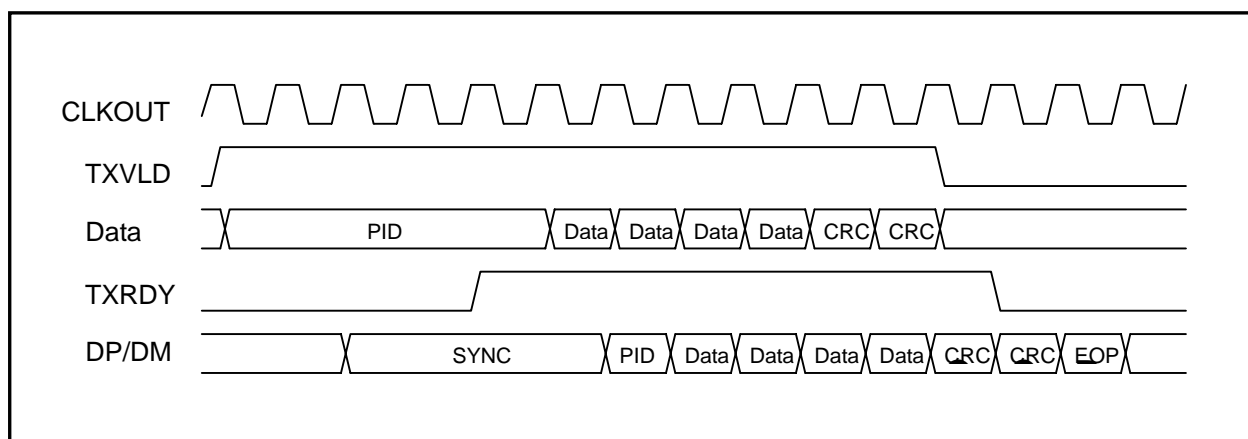 CLKOUT
TXVLD
Data PID Data Data Data Data CRC CRC
TXRDY
DP/DM SYNC PID Data Data Data Data CRC CRC EOP